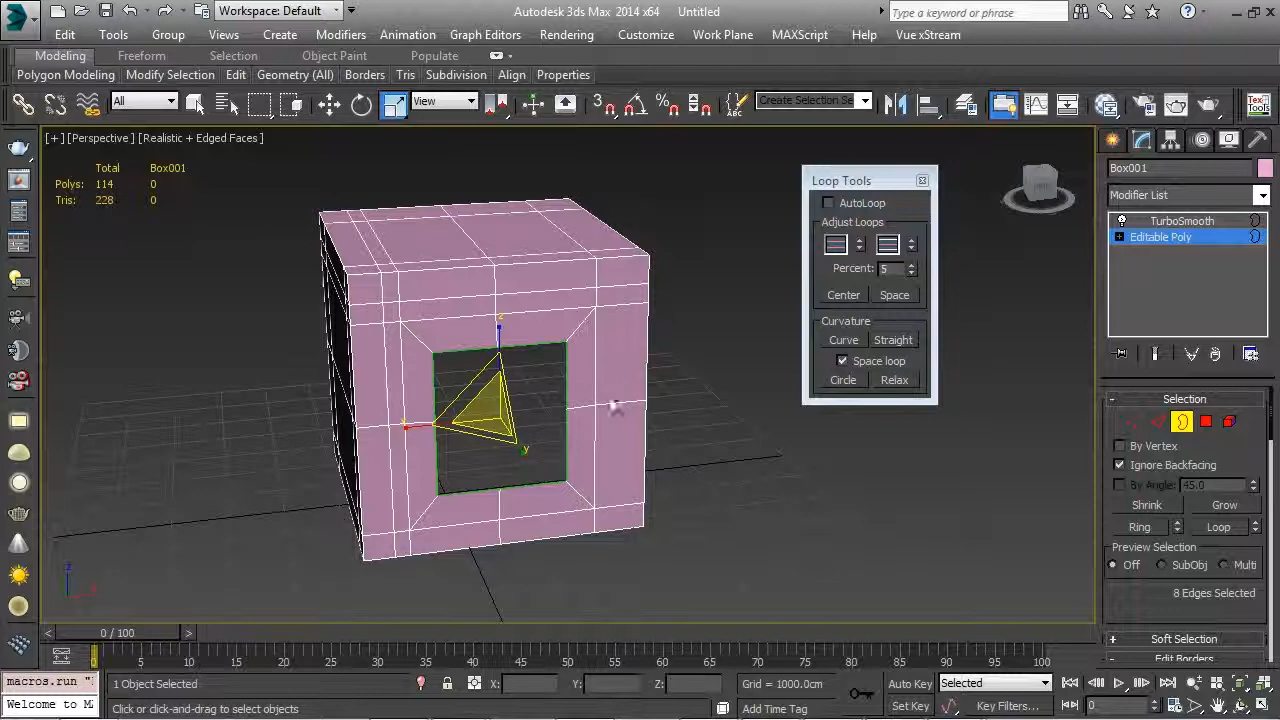 Workspace: Default
Autodesk 3ds Max 2014 x64 Untitled
Type a keyword or phrase
Edit Tools Group Views Create Modifiers Animation Graph Editors Rendering Customize Work Plane MAXScript Help Vue xStream
Modeling Freeform Selection Object Paint Populate
Polygon Modeling Modify Selection Edit Geometry (All) Borders Tris Subdivision Align Properties
All View 3 Create Selection Se ABC Tex Tools
[+] [Perspective] [Realistic + Edged Faces]
Total Box001
Polys: 114 0
Tris: 228 0
Loop Tools
AutoLoop
Adjust Loops
Percent: 5
Center Space
Curvature
Curve Straight
Space loop
Circle Relax
z
x
y
z
x
Box001
Modifier List
TurboSmooth
Editable Poly
Selection
By Vertex
Ignore Backfacing
By Angle: 45.0
Shrink Grow
Ring Loop
Preview Selection
Off SubObj Multi
8 Edges Selected
Soft Selection
Edit Borders
0 / 100
0 5 10 15 20 25 30 35 40 45 50 55 60 65 70 75 80 85 90 95 100
macros.run "
Welcome to M
1 Object Selected
Click or click-and-drag to select objects
X: Y: Z:
Grid = 1000.0cm
Add Time Tag
Auto Key Selected
Set Key Key Filters...
0